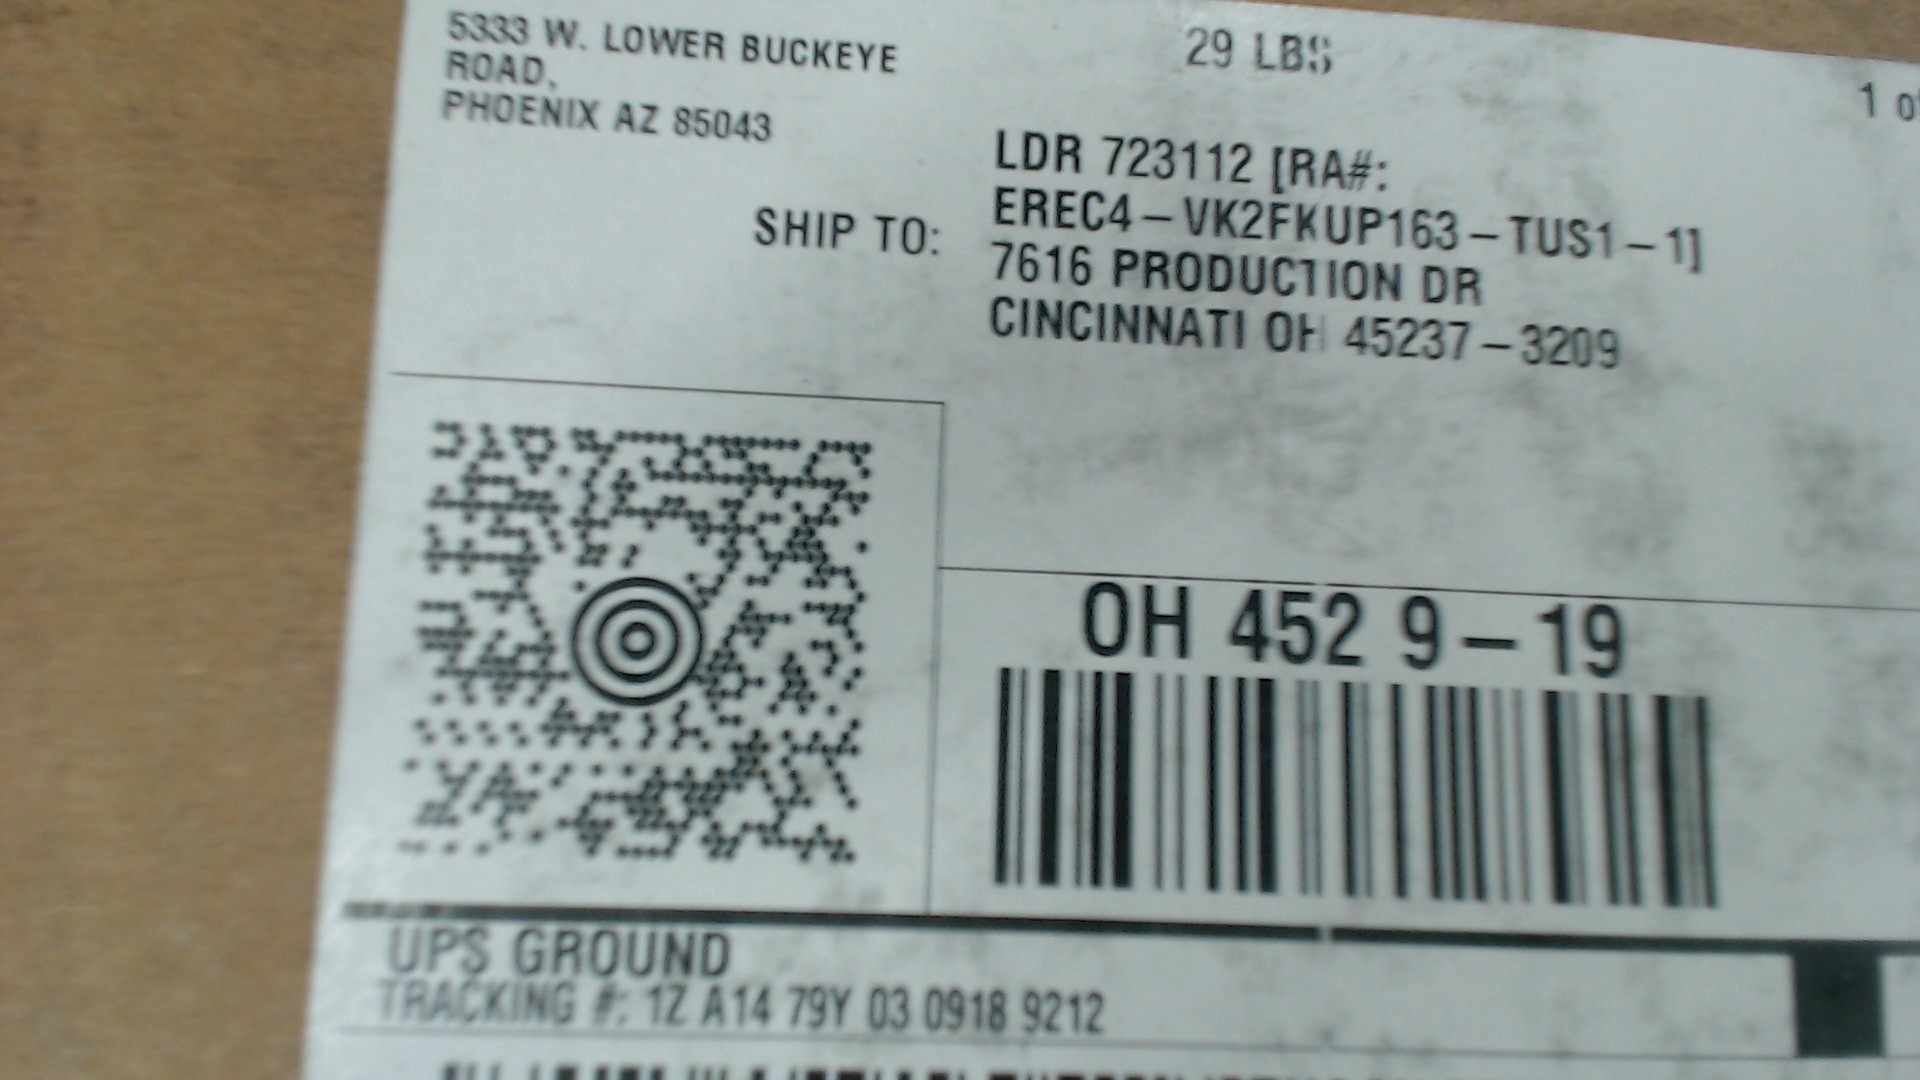 5333 W. LOWER BUCKEYE
ROAD,
PHOENIX AZ 85043
29 LBS
1 of
LDR 723112 [RA#:
EREC4-VK2FKUP163-TUS1-1]
SHIP TO:
7616 PRODUCTION DR
CINCINNATI OH 45237-3209
OH 452 9-19
UPS GROUND
TRACKING #: 1Z A14 79Y 03 0918 9212